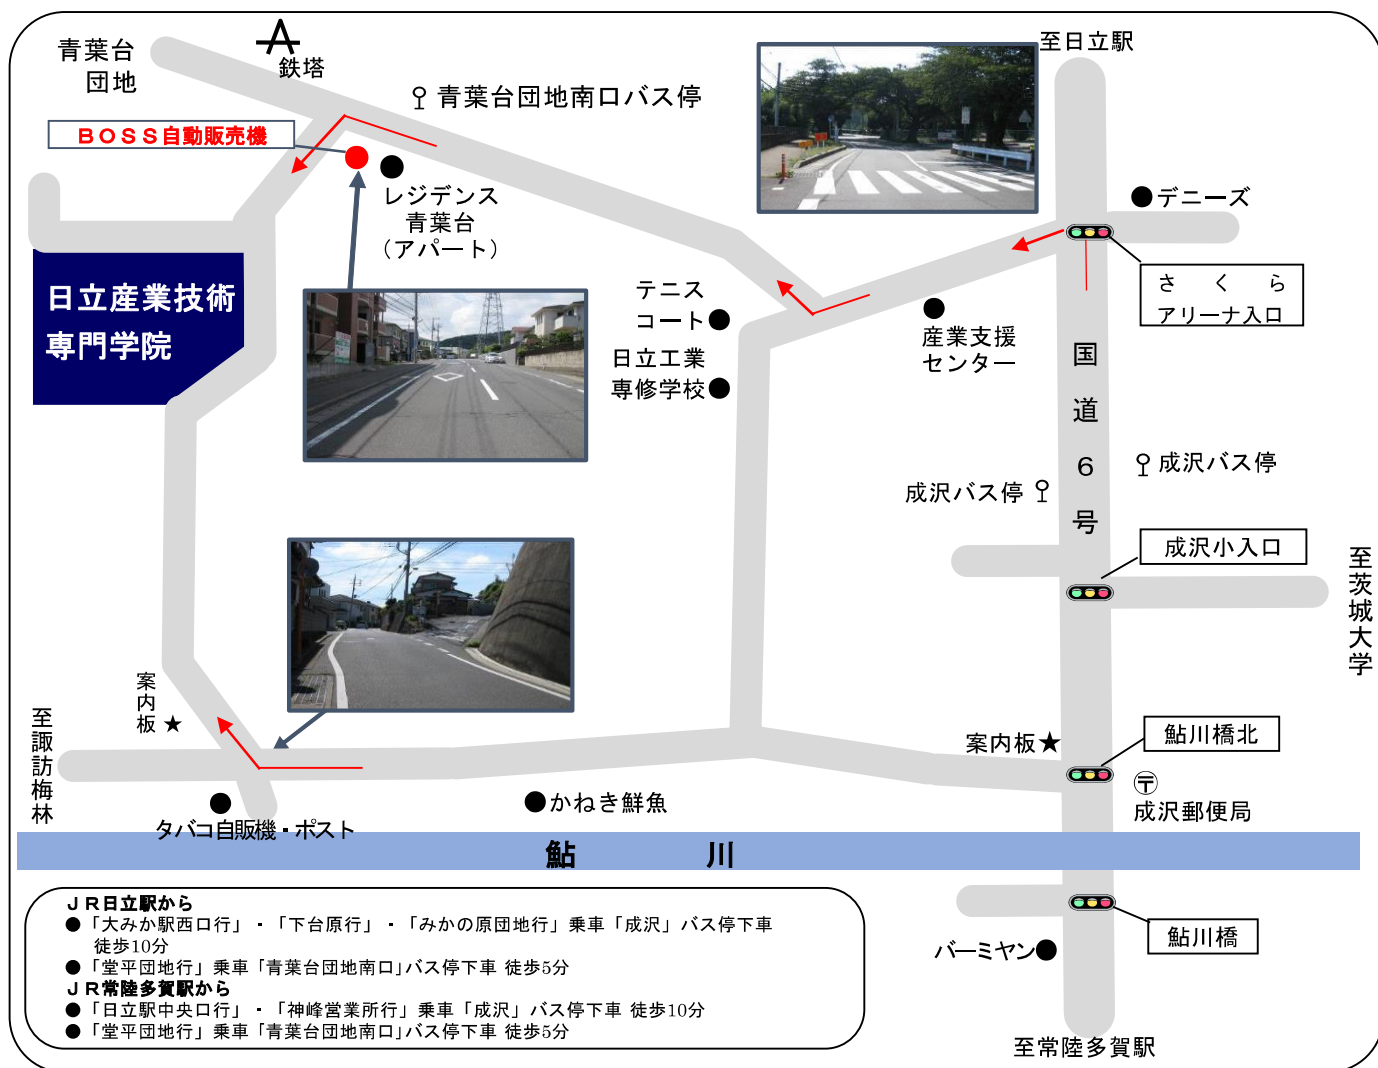 青葉台
団地
鉄塔
青葉台団地南口バス停
至日立駅
BOSS自動販売機
レジデンス
青葉台
(アパート)
デニーズ
さくら
アリーナ入口
日立産業技術
専門学院
テニス
コート
日立工業
専修学校
産業支援
センター
国道6号
成沢バス停
成沢バス停
成沢小入口
至茨城大学
案内板★
至諏訪梅林
案内板★
鮎川橋北
〒
成沢郵便局
タバコ自販機・ポスト
かねき鮮魚
鮎川
鮎川橋
バーミヤン
至常陸多賀駅
JR日立駅から
●「大みか駅西口行」・「下台原行」・「みかの原団地行」乗車「成沢」バス停下車
徒歩10分
●「堂平団地行」乗車「青葉台団地南口」バス停下車 徒歩5分
JR常陸多賀駅から
●「日立駅中央口行」・「神峰営業所行」乗車「成沢」バス停下車 徒歩10分
●「堂平団地行」乗車「青葉台団地南口」バス停下車 徒歩5分